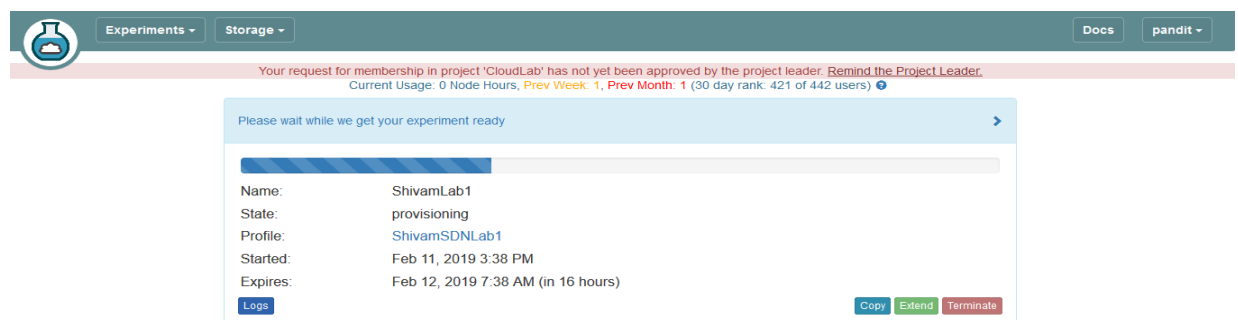 Experiments Storage Docs pandit
Your request for membership in project 'CloudLab' has not yet been approved by the project leader. Remind the Project Leader.
Current Usage: 0 Node Hours, Prev Week: 1, Prev Month: 1 (30 day rank: 421 of 442 users)
Please wait while we get your experiment ready
Name: ShivamLab1
State: provisioning
Profile: ShivamSDNLab1
Started: Feb 11, 2019 3:38 PM
Expires: Feb 12, 2019 7:38 AM (in 16 hours)
Logs Copy Extend Terminate